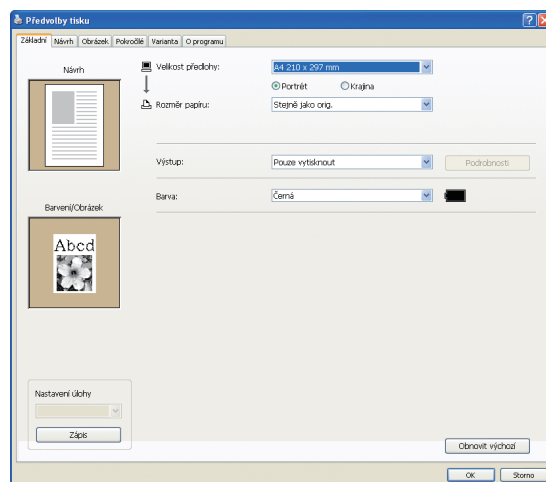 Předvolby tisku
Základní Návrh Obrázek Pokročilé Varianta O programu
Návrh
Velikost předlohy: A4 210 x 297 mm
Portrét Krajina
Rozměr papíru: Stejně jako orig.
Výstup: Pouze vytisknout Podrobnosti
Barva: Černá
Barvení/Obrázek
Abcd
Nastavení úlohy
Zápis
Obnovit výchozí
OK Storno